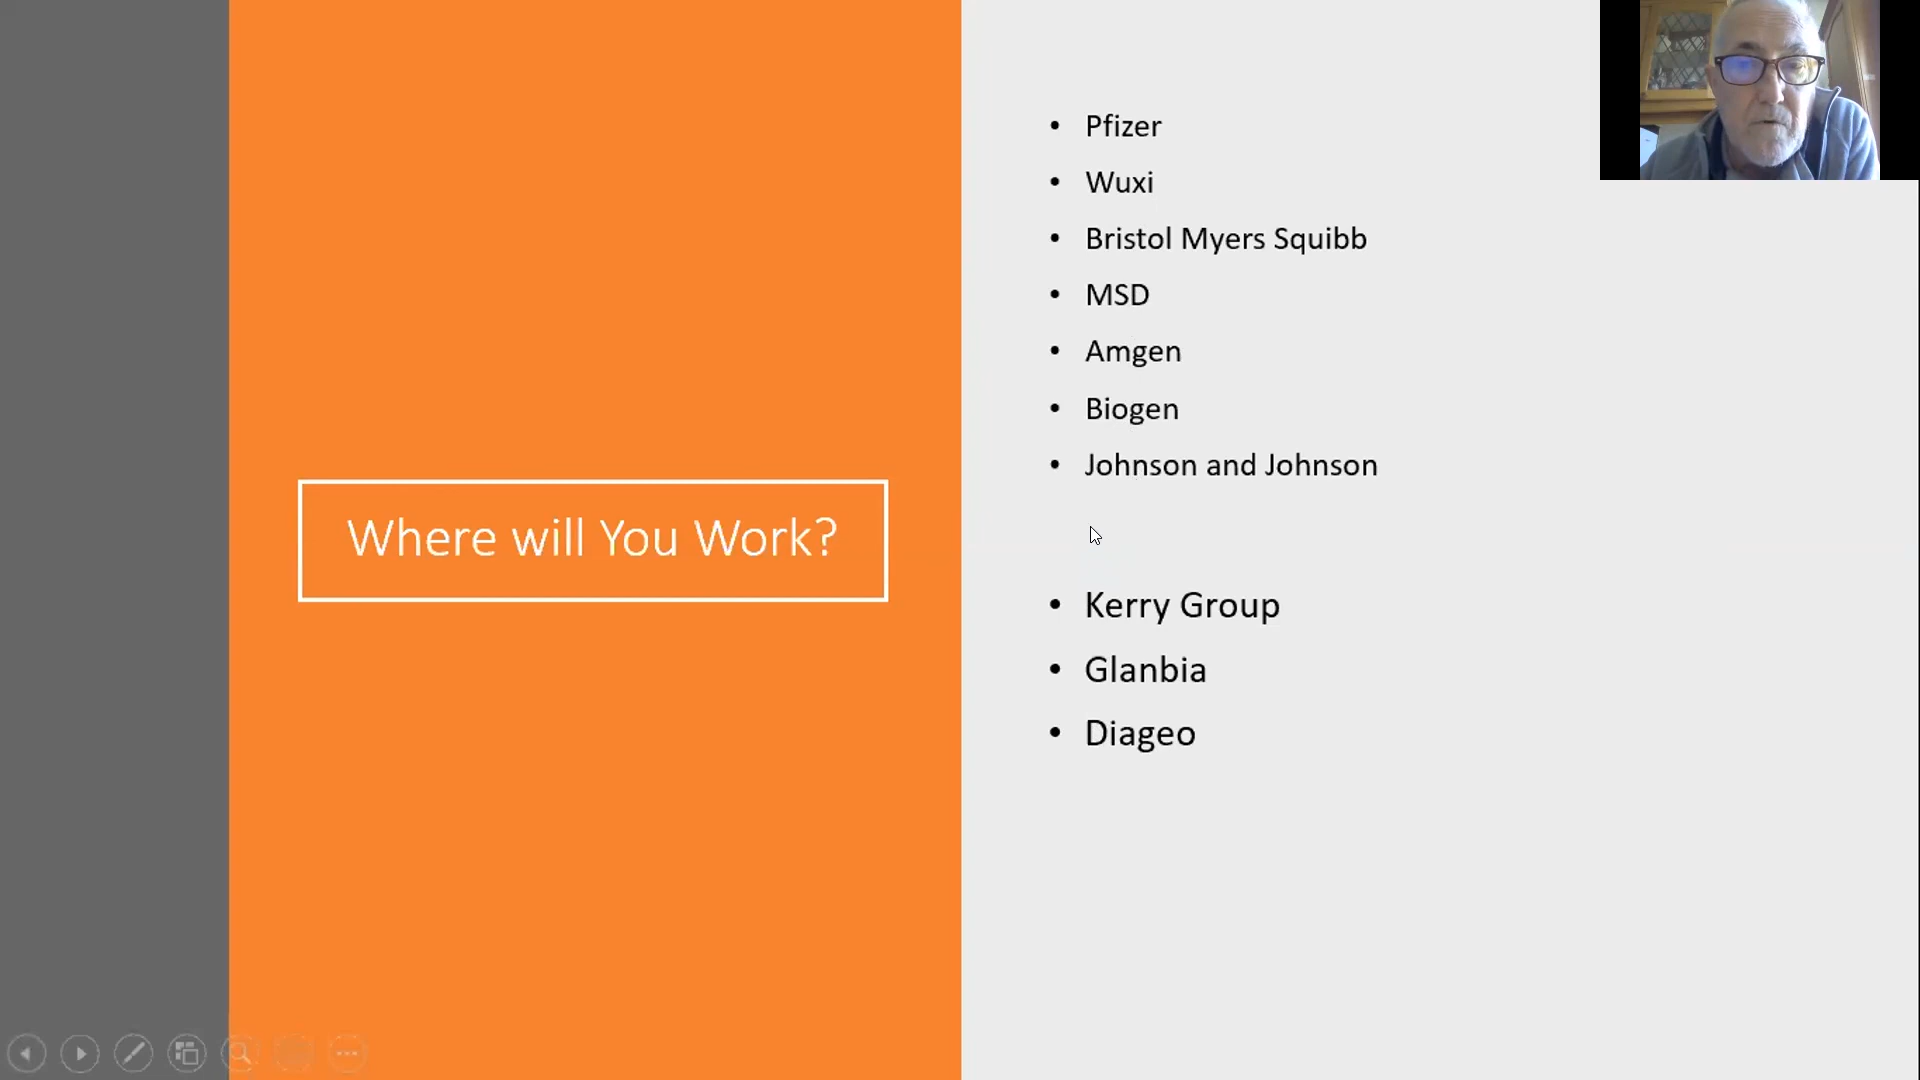 Where will You Work?
• Pfizer
• Wuxi
• Bristol Myers Squibb
• MSD
• Amgen
• Biogen
• Johnson and Johnson
• Kerry Group
• Glanbia
• Diageo